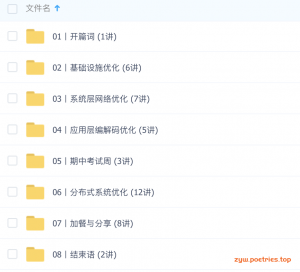 文件名
01丨开篇词 (1讲)
02丨基础设施优化 (6讲)
03丨系统层网络优化 (7讲)
04丨应用层编解码优化 (5讲)
05丨期中考试周 (3讲)
06丨分布式系统优化 (12讲)
07丨加餐与分享 (8讲)
08丨结束语 (2讲)
zyw.poetries.top